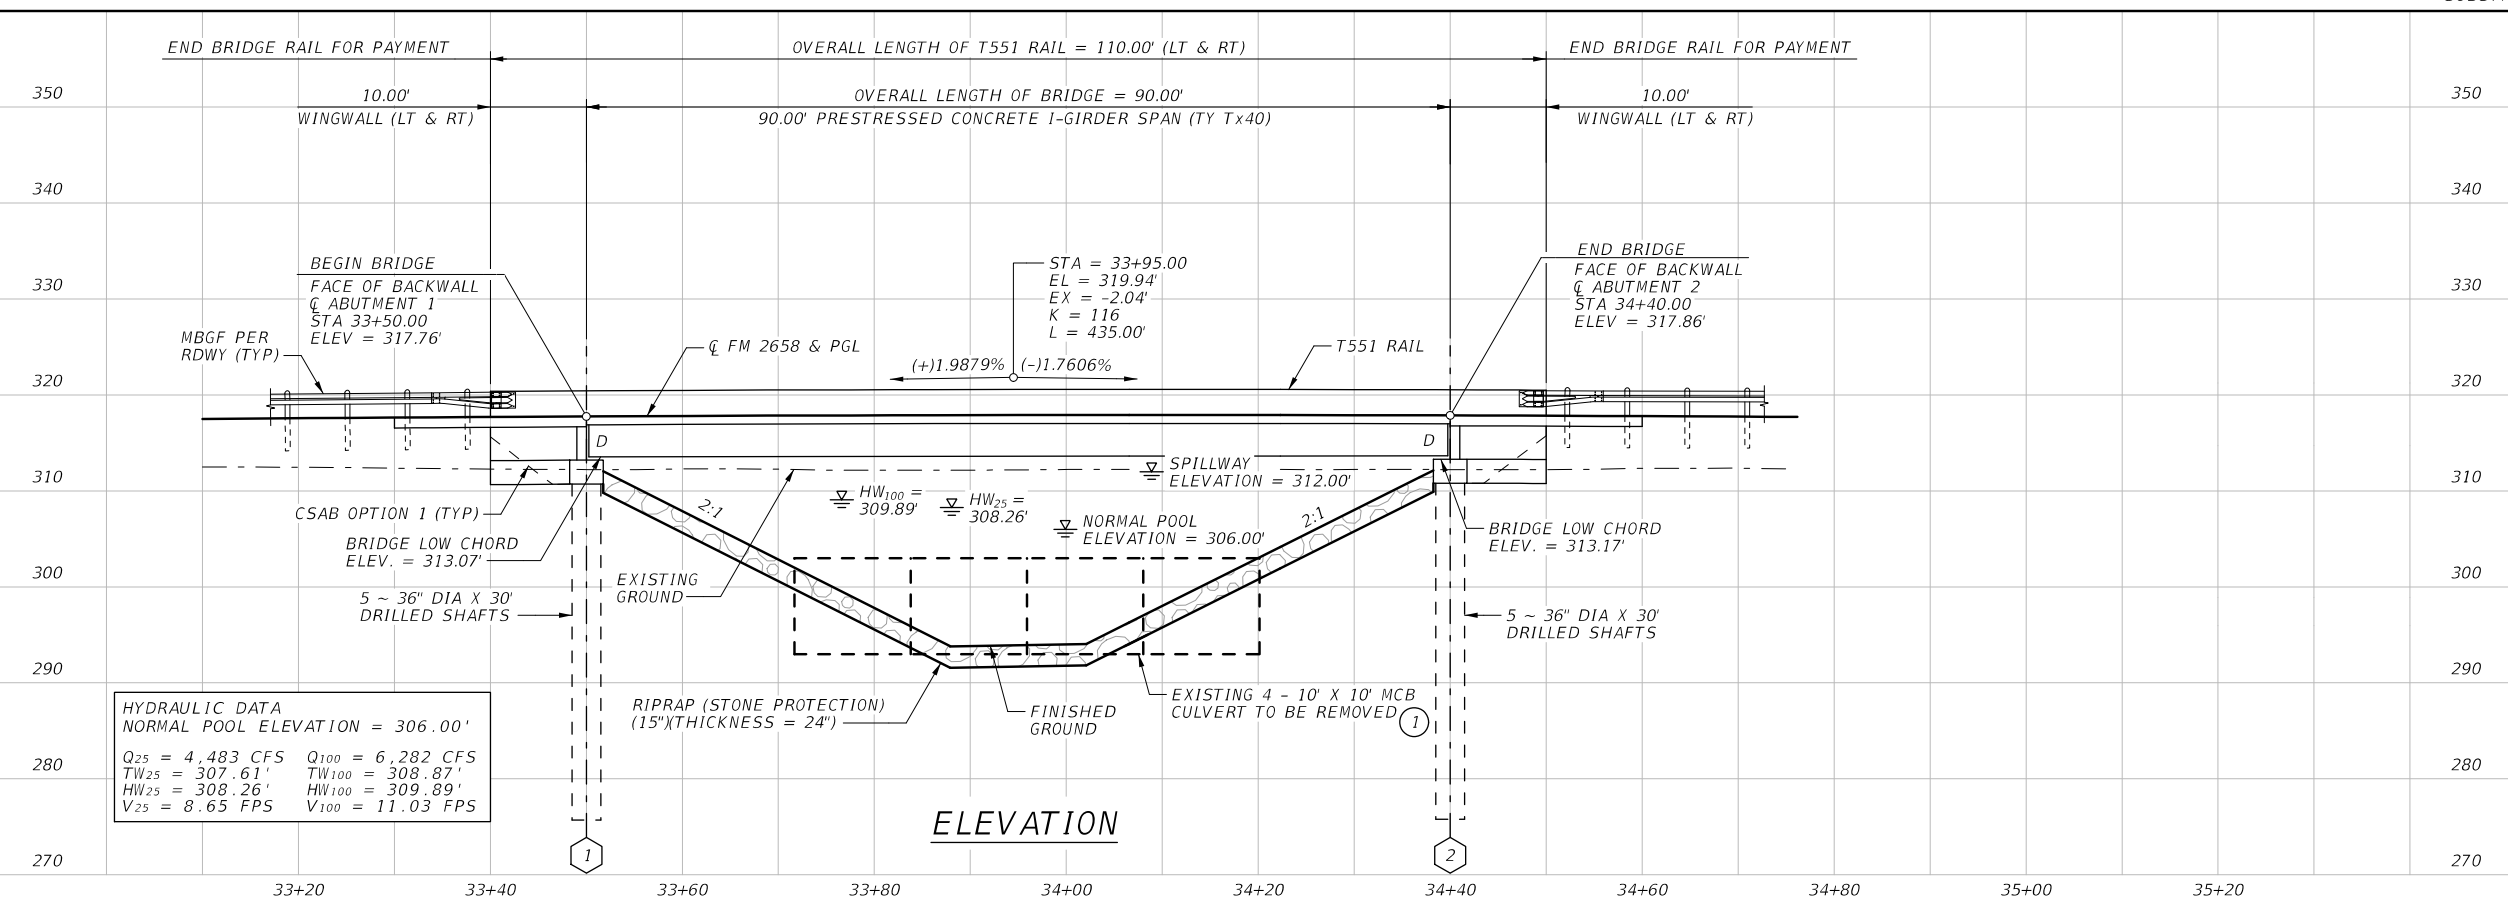 END BRIDGE RAIL FOR PAYMENT
OVERALL LENGTH OF T551 RAIL = 110.00' (LT & RT)
END BRIDGE RAIL FOR PAYMENT
350
10.00'
WINGWALL (LT & RT)
OVERALL LENGTH OF BRIDGE = 90.00'
90.00' PRESTRESSED CONCRETE I-GIRDER SPAN (TY Tx40)
10.00'
WINGWALL (LT & RT)
350
340
340
BEGIN BRIDGE
FACE OF BACKWALL
℄ ABUTMENT 1
STA 33+50.00
ELEV = 317.76'
STA = 33+95.00
EL = 319.94'
EX = -2.04'
K = 116
L = 435.00'
END BRIDGE
FACE OF BACKWALL
℄ ABUTMENT 2
STA 34+40.00
ELEV = 317.86'
330
330
MBGF PER
RDWY (TYP)
℄ FM 2658 & PGL
T551 RAIL
(+)1.9879%
(-)1.7606%
320
320
D
D
SPILLWAY
ELEVATION = 312.00'
310
310
HW100 =
309.89'
HW25 =
308.26'
NORMAL POOL
ELEVATION = 306.00'
2:1
2:1
CSAB OPTION 1 (TYP)
BRIDGE LOW CHORD
ELEV. = 313.07'
BRIDGE LOW CHORD
ELEV. = 313.17'
300
300
EXISTING
GROUND
5 ~ 36" DIA X 30'
DRILLED SHAFTS
5 ~ 36" DIA X 30'
DRILLED SHAFTS
290
290
RIPRAP (STONE PROTECTION)
(15")(THICKNESS = 24")
FINISHED
GROUND
EXISTING 4 - 10' X 10' MCB
CULVERT TO BE REMOVED
1
HYDRAULIC DATA
NORMAL POOL ELEVATION = 306.00'
Q25 = 4,483 CFS Q100 = 6,282 CFS
TW25 = 307.61' TW100 = 308.87'
HW25 = 308.26' HW100 = 309.89'
V25 = 8.65 FPS V100 = 11.03 FPS
280
280
ELEVATION
1
2
270
270
33+20
33+40
33+60
33+80
34+00
34+20
34+40
34+60
34+80
35+00
35+20